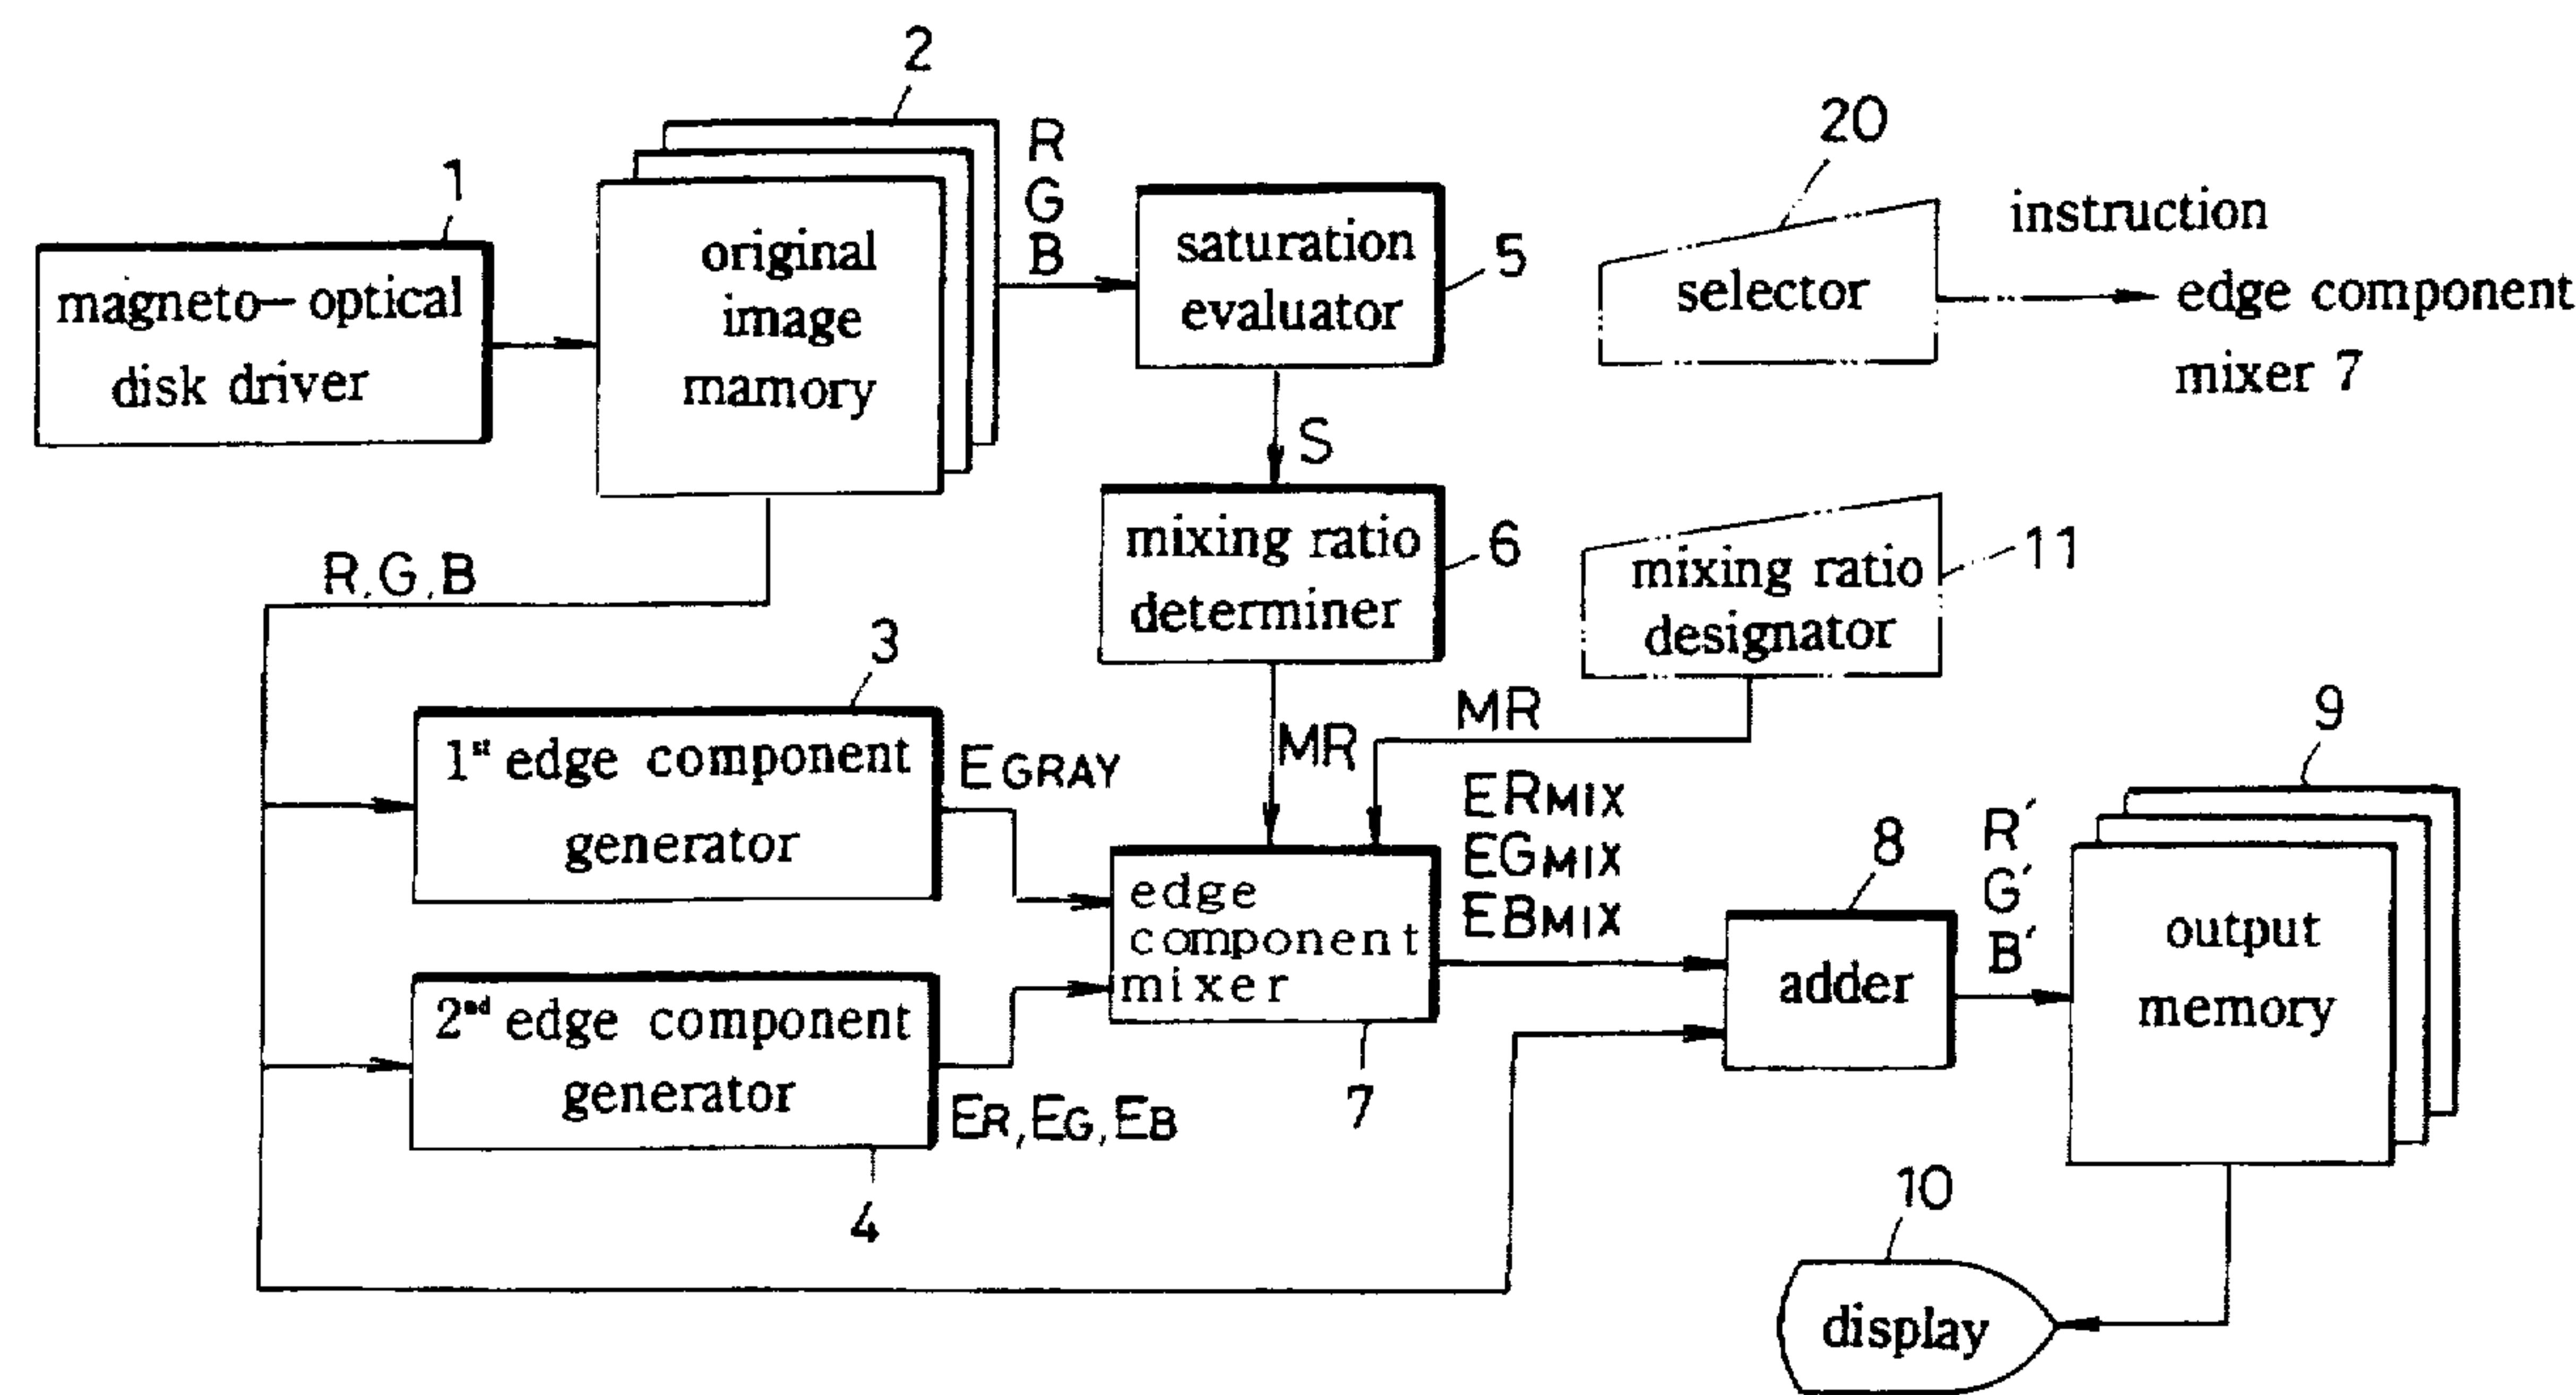 1
magneto-optical
disk driver
2
original
image
mamory
R
G
B
saturation
evaluator
5
20
selector
instruction
edge component
mixer 7
S
mixing ratio
determiner
6
mixing ratio
designator
11
R,G,B
3
1st edge component
generator
EGRAY
MR
MR
2nd edge component
generator
4
ER,EG,EB
edge
component
mixer
7
ERMIX
EGMIX
EBMIX
8
adder
R′
G′
B′
9
output
memory
10
display